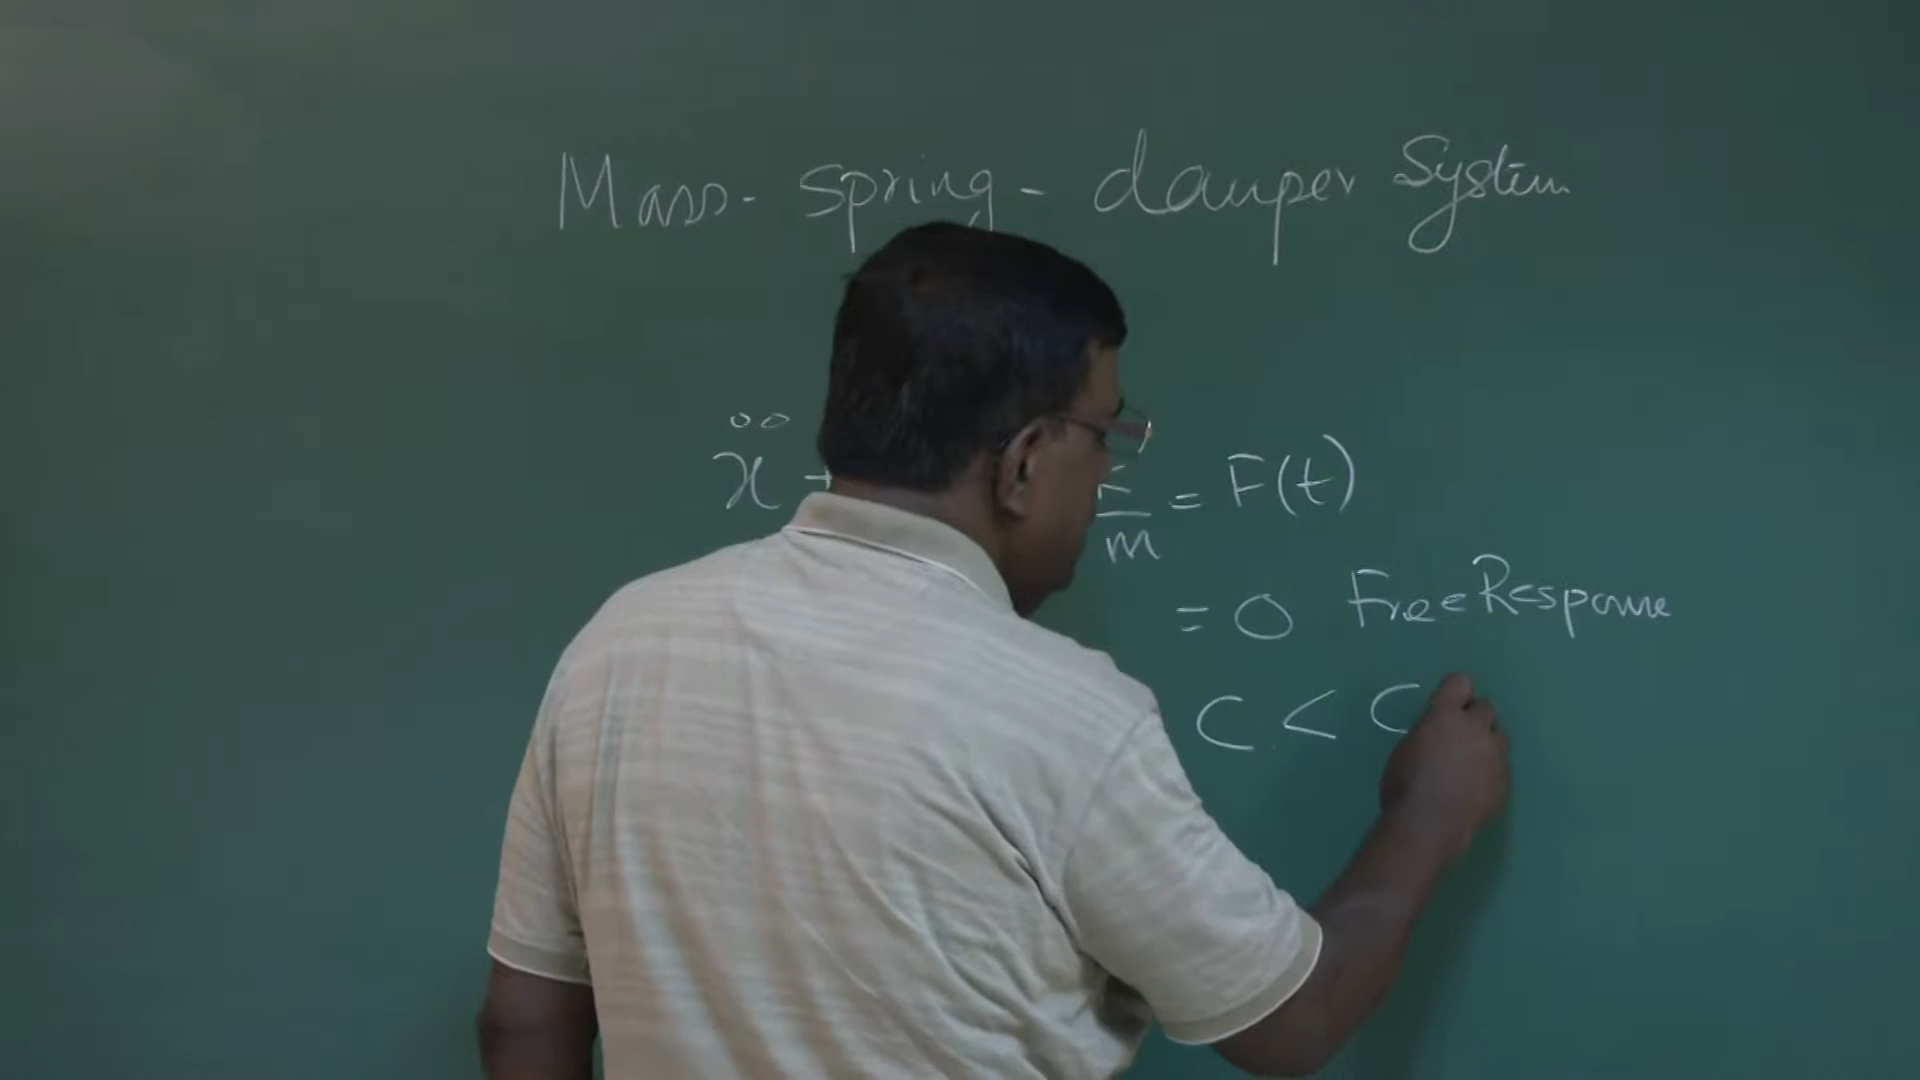 Mass-spring-damper System
ẍ + /m = F(t)
= 0 Free Response
C < C